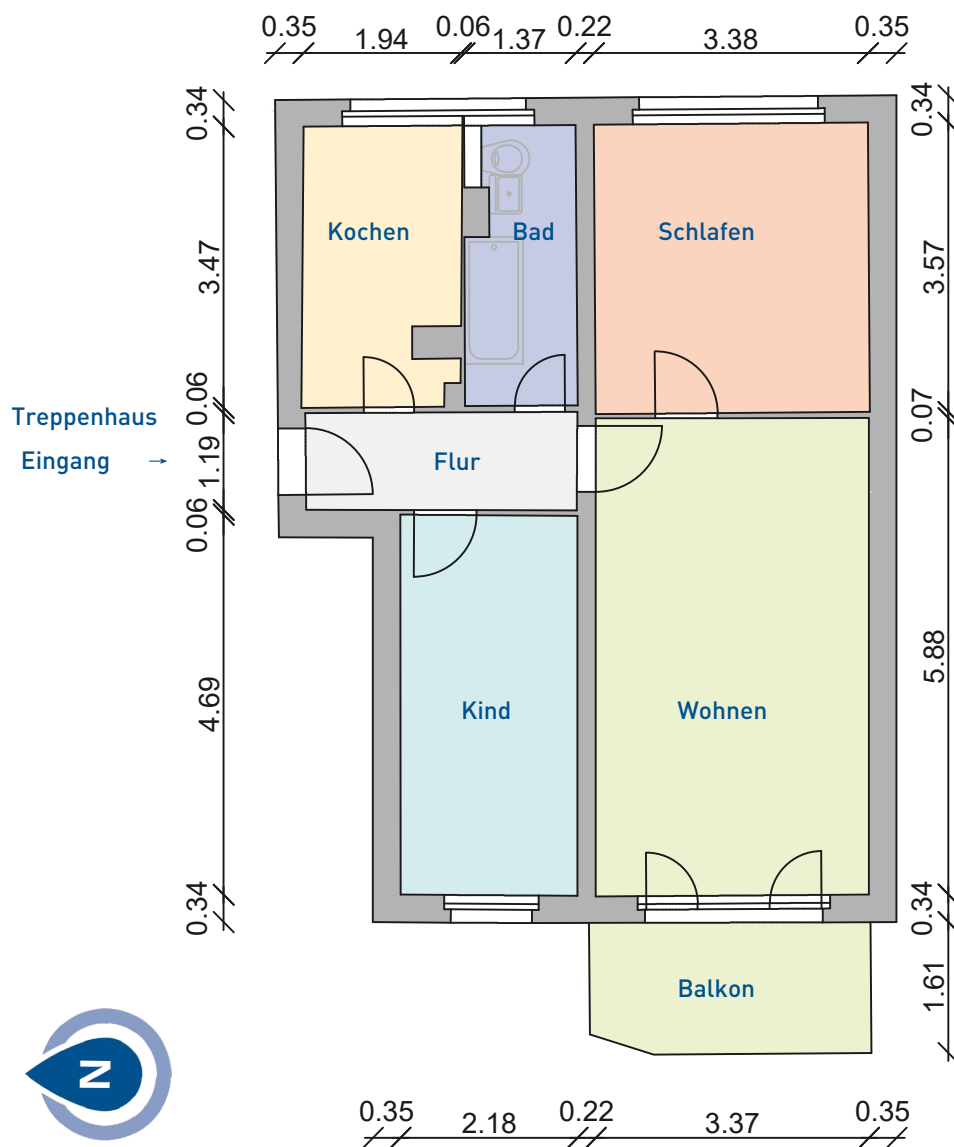 0.35 1.94 0.06 1.37 0.22 3.38 0.35
0.34
0.34
Kochen
Bad
Schlafen
3.47
3.57
0.06
0.07
Treppenhaus
Eingang →
1.19
Flur
0.06
4.69
5.88
Kind
Wohnen
0.34
0.34
Balkon
1.61
N
0.35 2.18 0.22 3.37 0.35